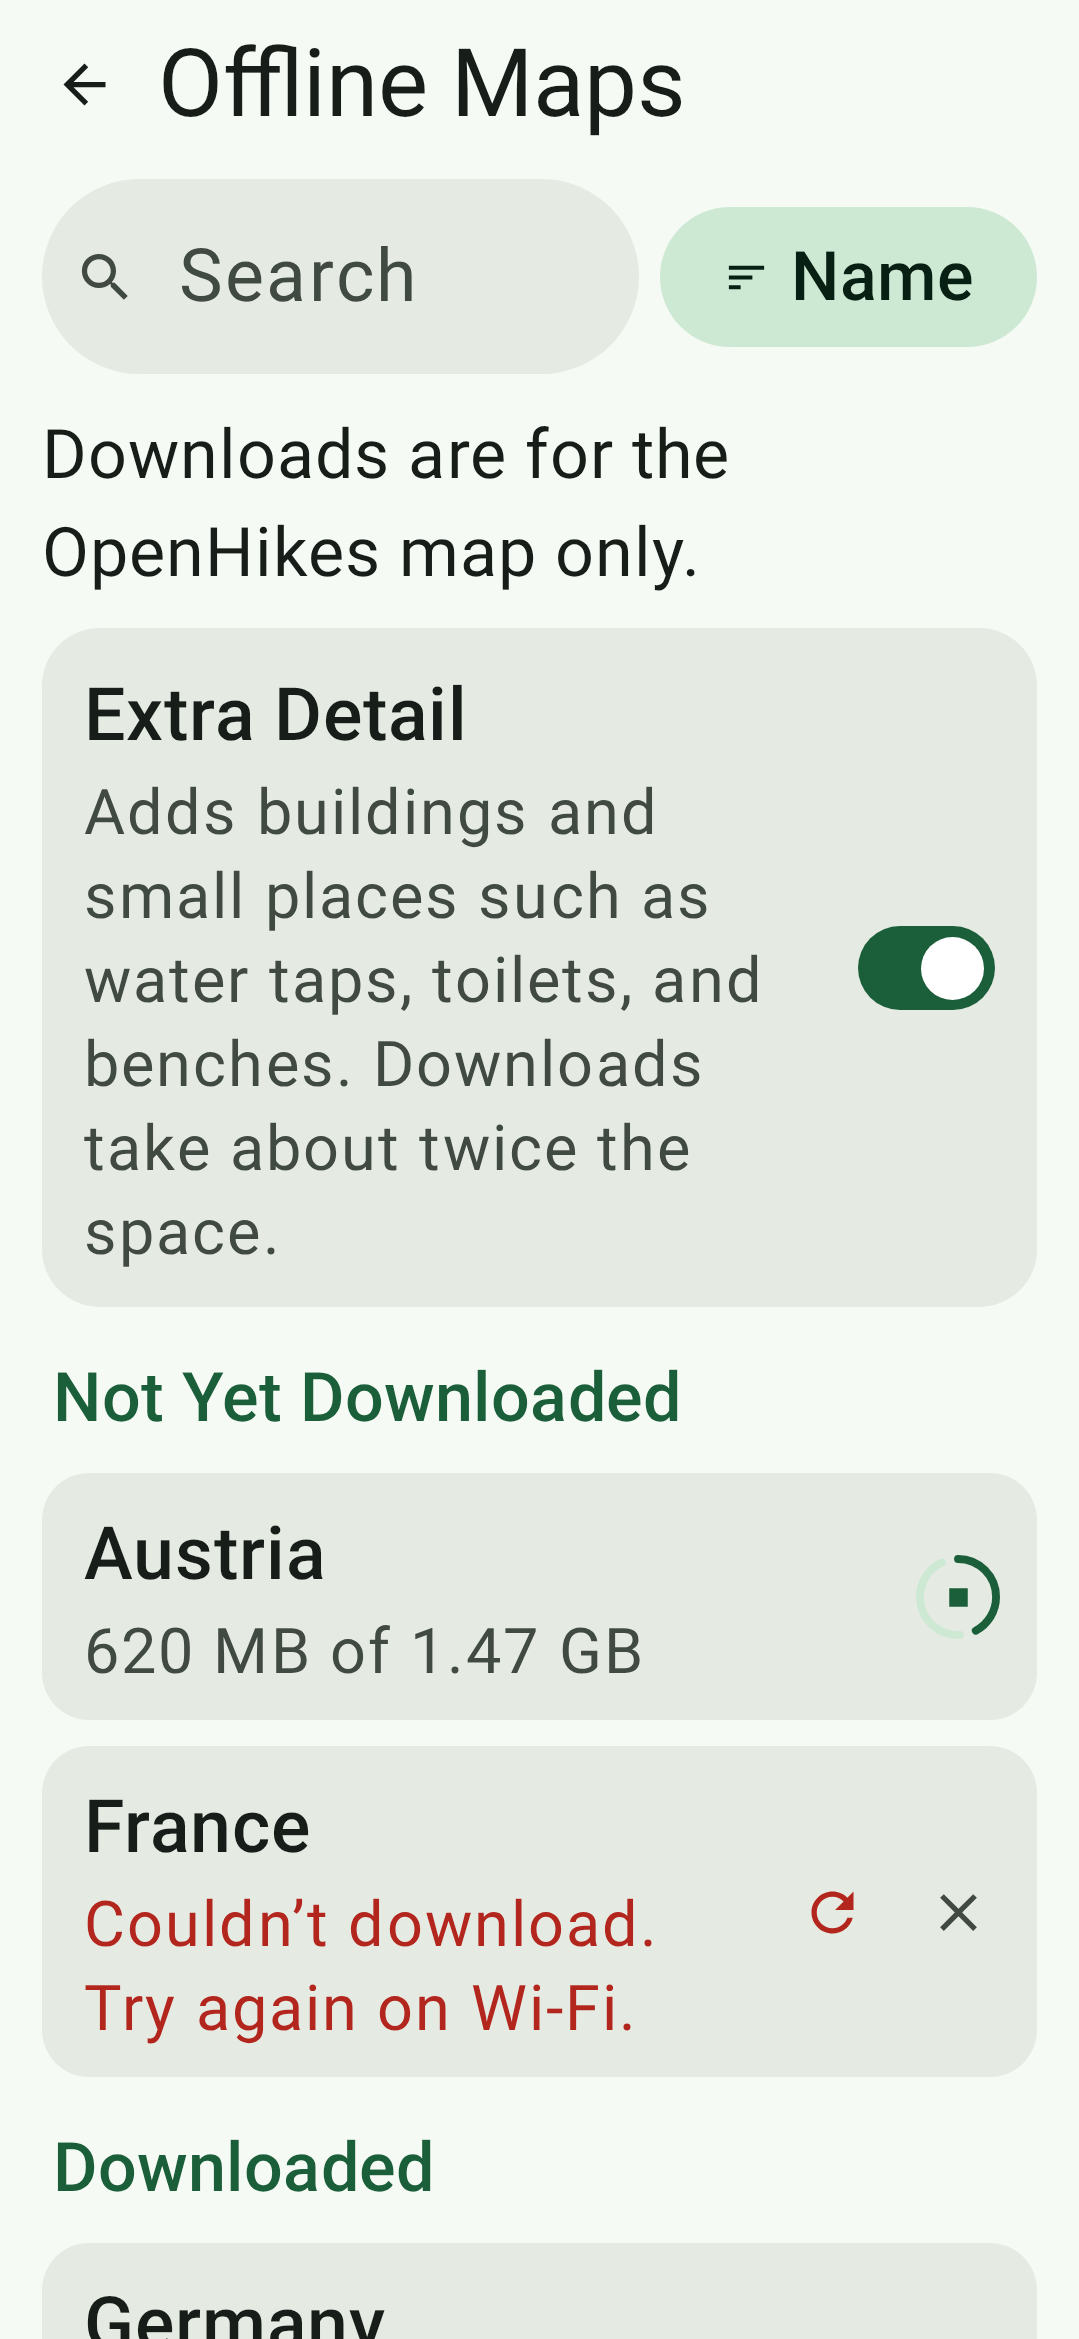 Offline Maps
Search
Name
Downloads are for the
OpenHikes map only.
Extra Detail
Adds buildings and
small places such as
water taps, toilets, and
benches. Downloads
take about twice the
space.
Not Yet Downloaded
Austria
620 MB of 1.47 GB
France
Couldn’t download.
Try again on Wi-Fi.
Downloaded
Germany